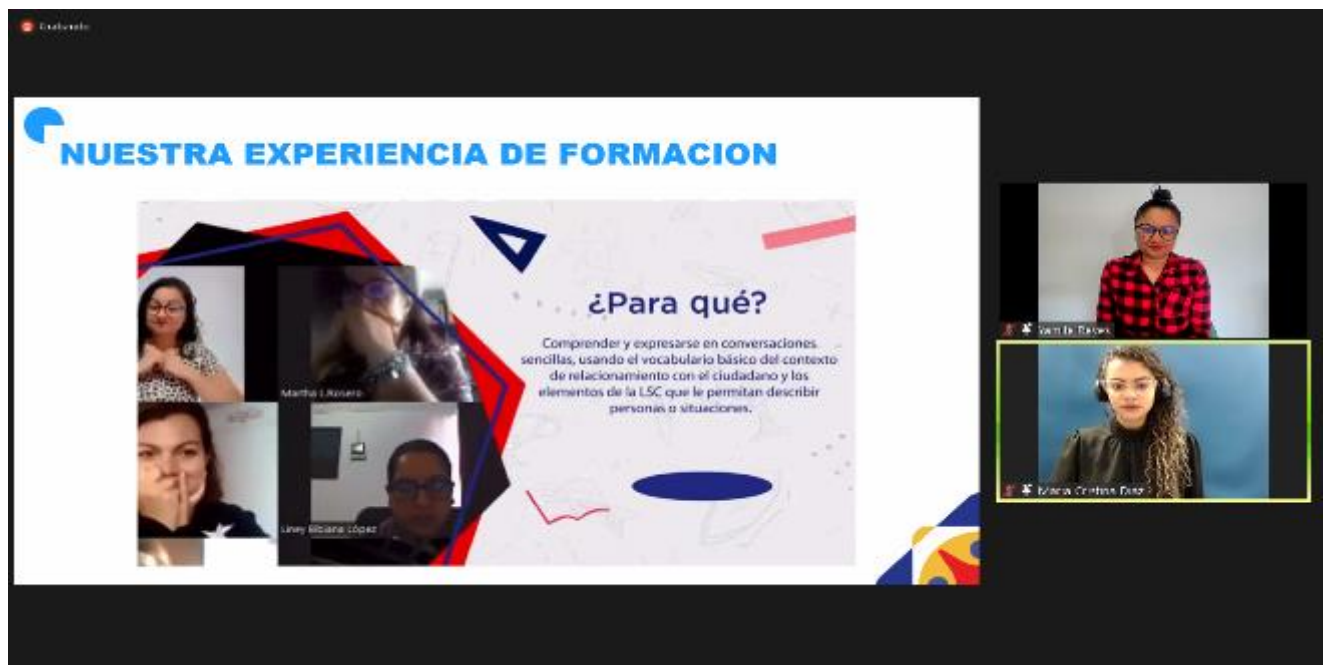 Grabando
NUESTRA EXPERIENCIA DE FORMACION
¿Para qué?
Comprender y expresarse en conversaciones
sencillas, usando el vocabulario básico del contexto
de relacionamiento con el ciudadano y los
elementos de la LSC que le permitan describir
personas o situaciones.
Martha L Rosero
López
Reyes
Maria Cristina Diaz